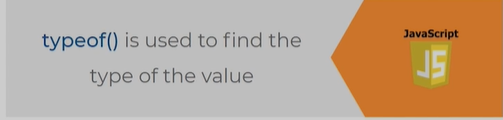 typeof() is used to find the
type of the value
JavaScript
JS